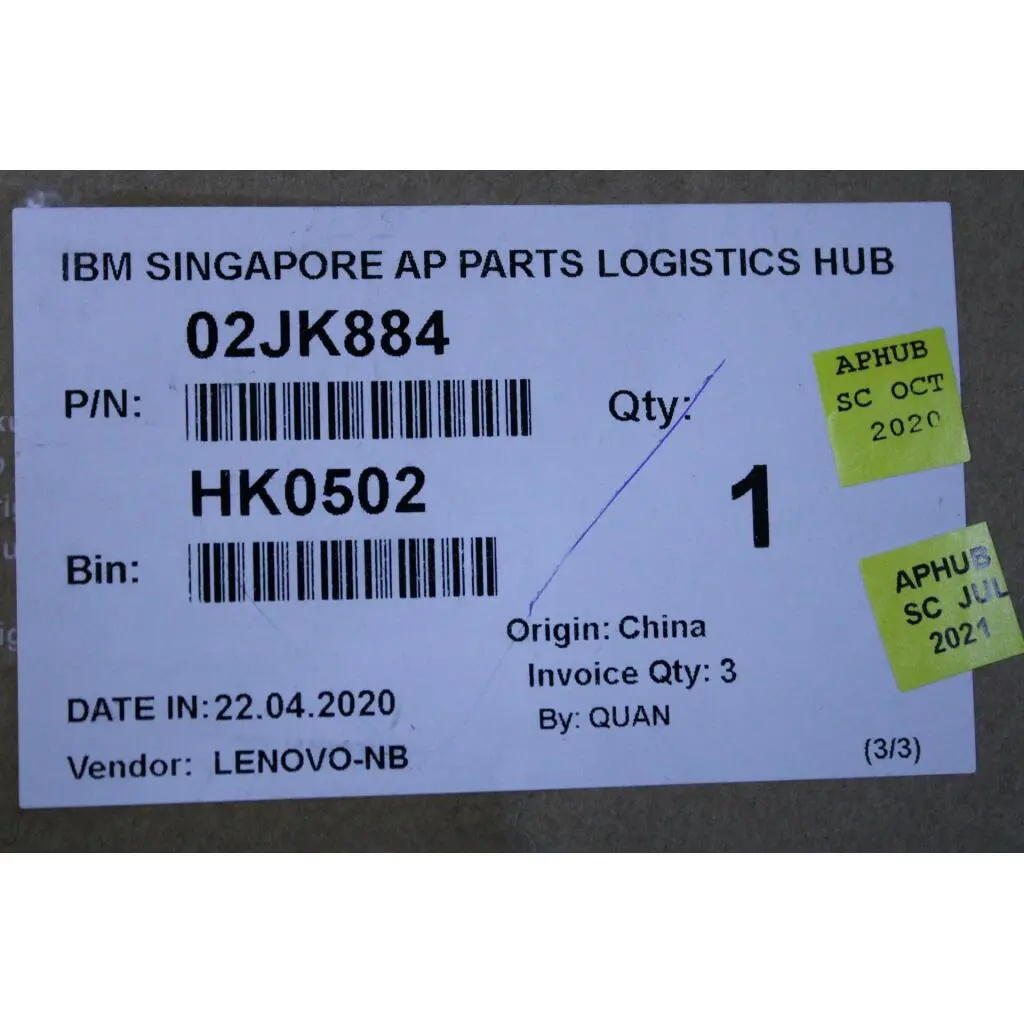 IBM SINGAPORE AP PARTS LOGISTICS HUB
02JK884
P/N:
Qty:
1
HK0502
Bin:
Origin: China
Invoice Qty: 3
By: QUAN
DATE IN: 22.04.2020
Vendor: LENOVO-NB
(3/3)
APHUB
SC OCT
2020
APHUB
SC JUL
2021